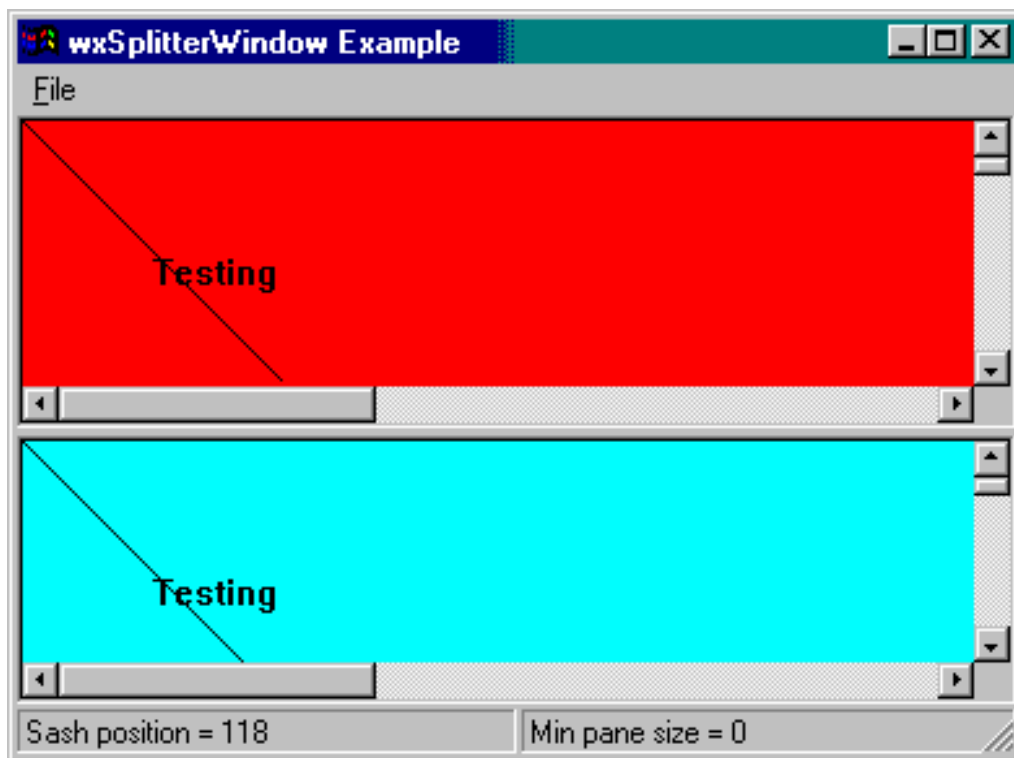 wxSplitterWindow Example
File
Testing
Testing
Sash position = 118
Min pane size = 0